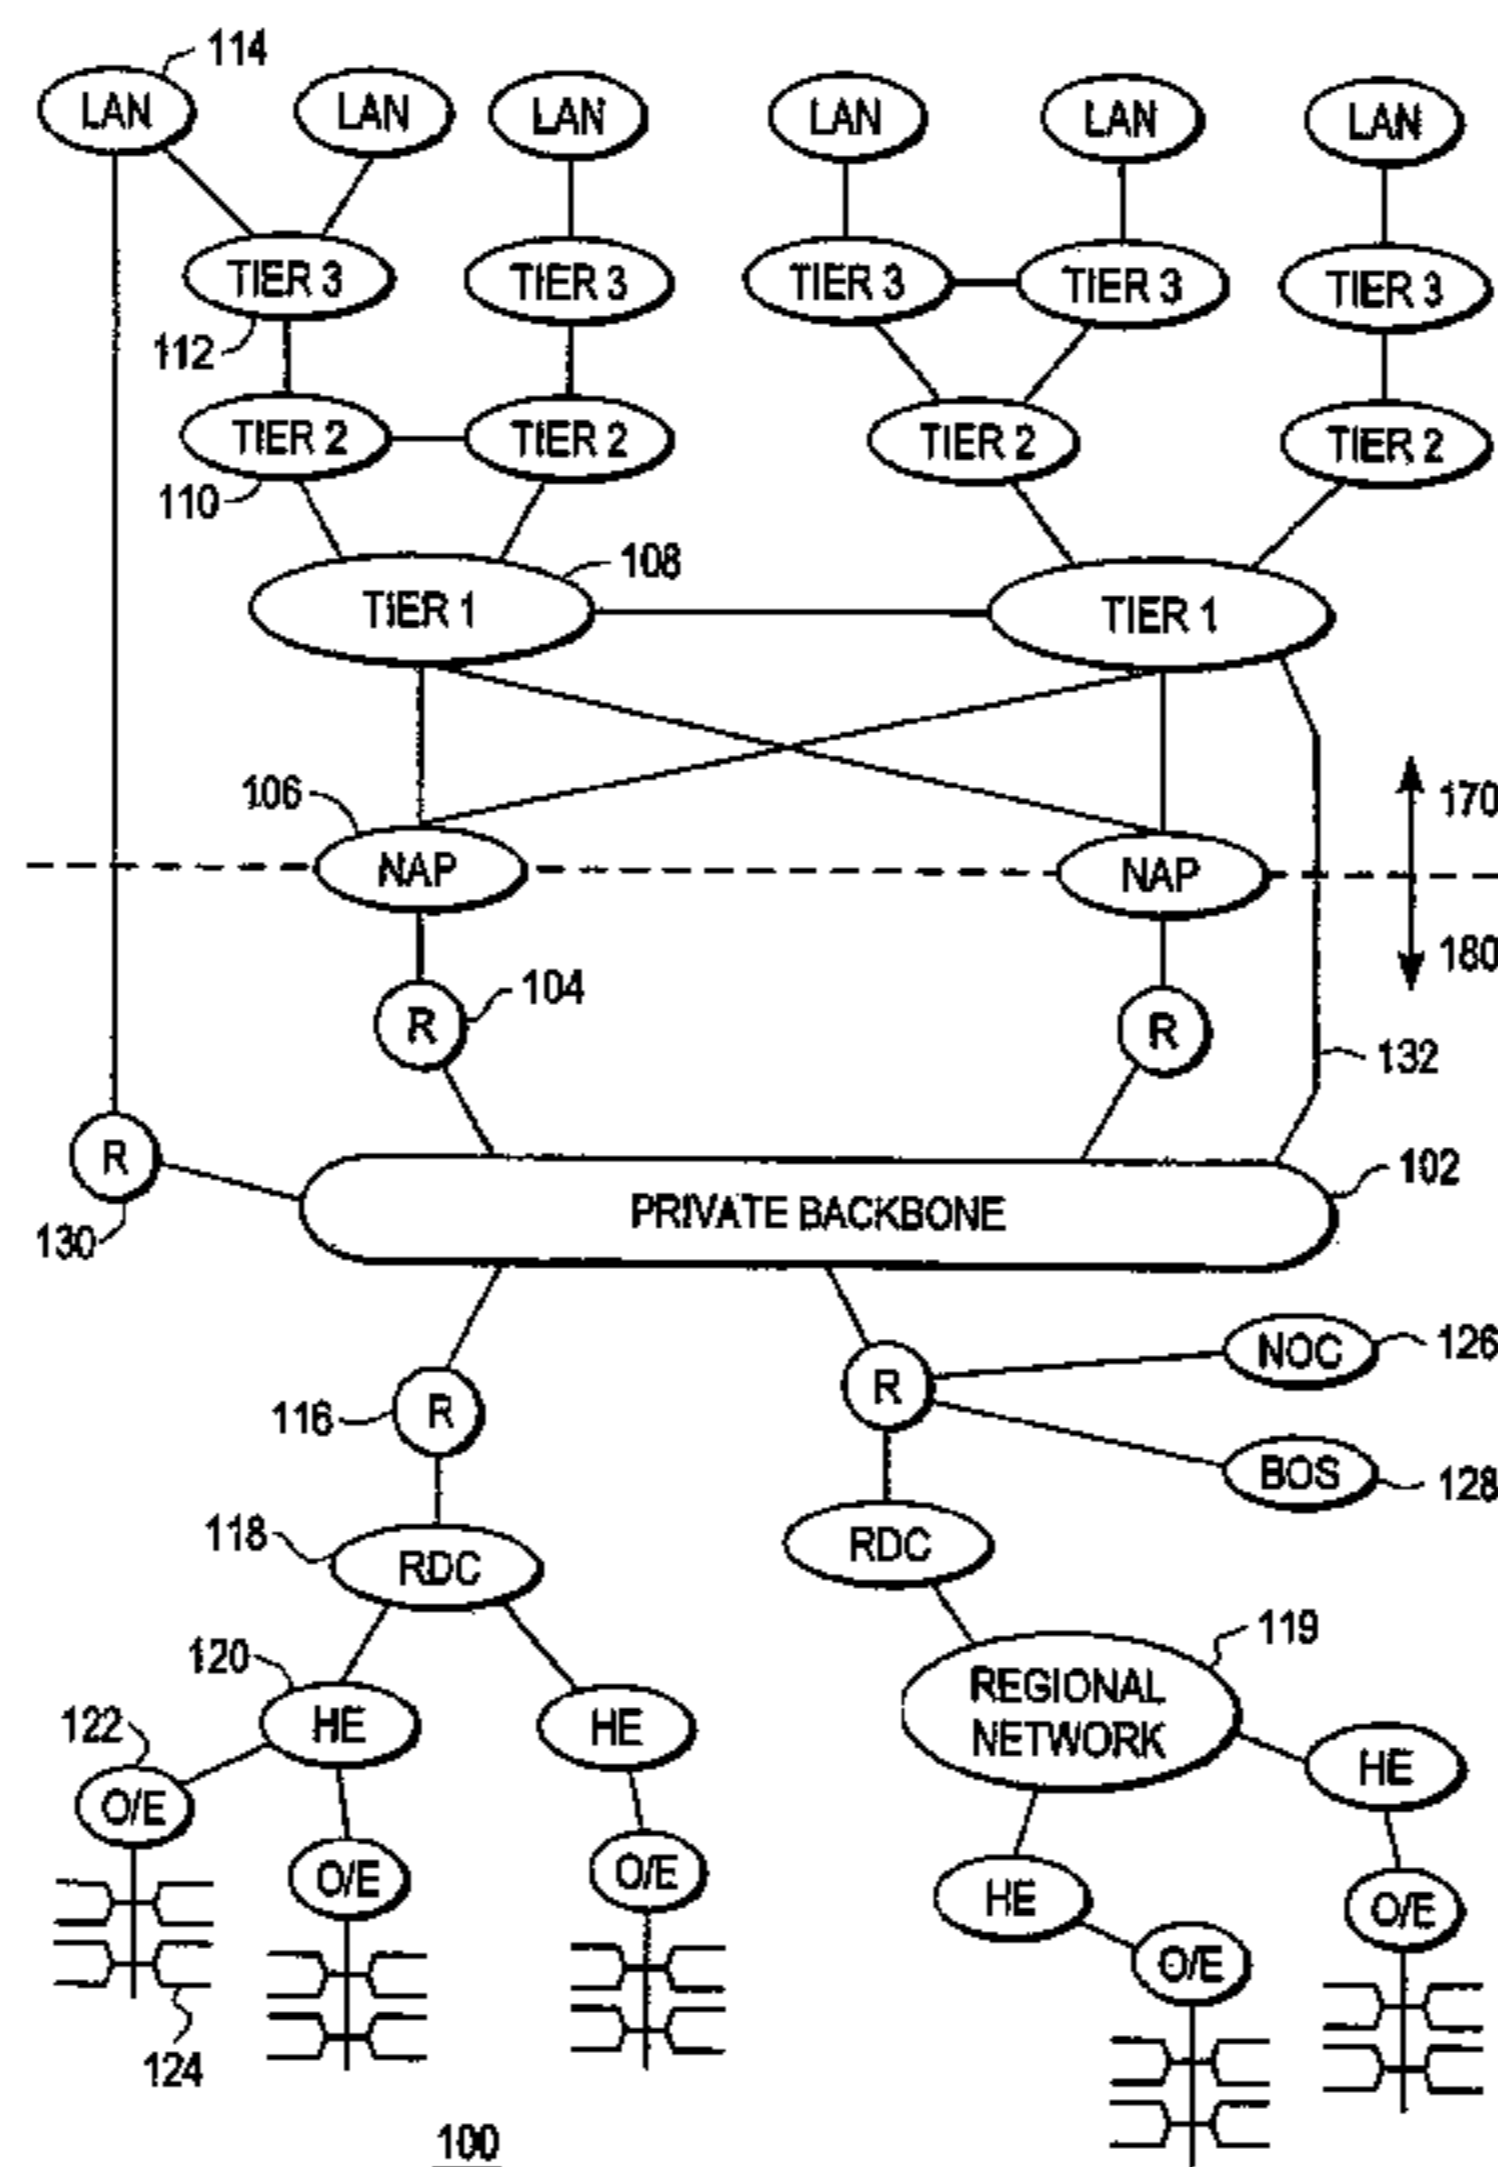 114
LAN
LAN
LAN
LAN
LAN
LAN
TIER 3
TIER 3
TIER 3
TIER 3
TIER 3
112
TIER 2
TIER 2
TIER 2
TIER 2
110
108
TIER 1
TIER 1
106
170
NAP
NAP
180
104
R
R
132
R
102
130
PRIVATE BACKBONE
126
NOC
R
116
R
BOS
128
118
RDC
RDC
119
120
REGIONAL
NETWORK
122
HE
HE
HE
O/E
O/E
O/E
HE
O/E
O/E
124
100